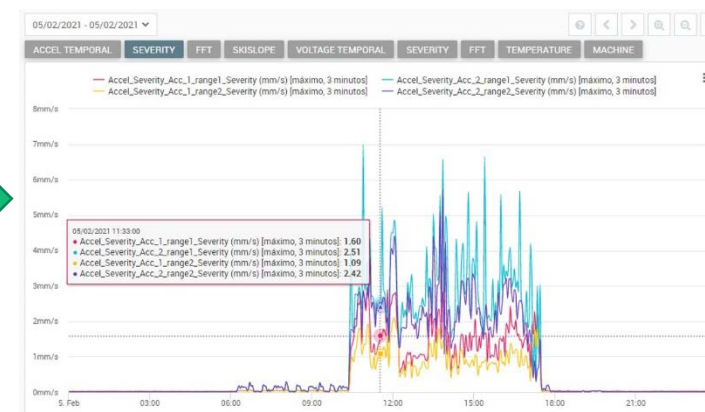 05/02/2021 - 05/02/2021
ACCEL TEMPORAL SEVERITY FFT SKISLOPE VOLTAGE TEMPORAL SEVERITY FFT TEMPERATURE MACHINE
Accel_Severity_Acc_1_range1_Severity (mm/s) [máximo, 3 minutos] Accel_Severity_Acc_2_range1_Severity (mm/s) [máximo, 3 minutos]
Accel_Severity_Acc_1_range2_Severity (mm/s) [máximo, 3 minutos] Accel_Severity_Acc_2_range2_Severity (mm/s) [máximo, 3 minutos]
8mm/s
7mm/s
6mm/s
5mm/s
05/02/2021 11:33:00
Accel_Severity_Acc_1_range1_Severity (mm/s) [máximo, 3 minutos]: 1.60
Accel_Severity_Acc_2_range1_Severity (mm/s) [máximo, 3 minutos]: 2.51
Accel_Severity_Acc_1_range2_Severity (mm/s) [máximo, 3 minutos]: 1.09
Accel_Severity_Acc_2_range2_Severity (mm/s) [máximo, 3 minutos]: 2.42
4mm/s
3mm/s
2mm/s
1mm/s
0mm/s
5. Feb 03:00 06:00 09:00 12:00 15:00 18:00 21:00